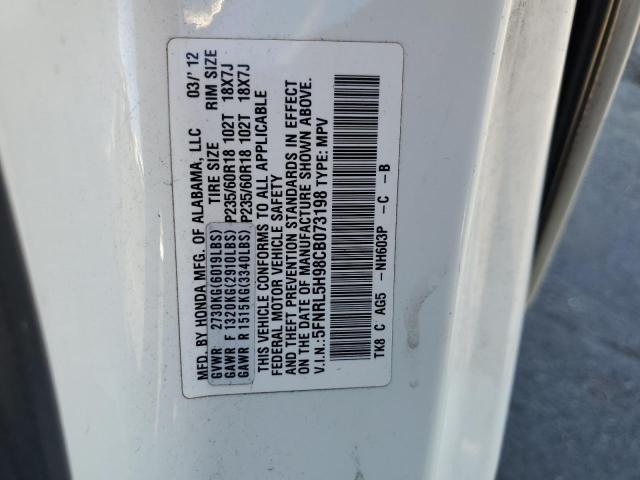 MFD. BY HONDA MFG. OF ALABAMA, LLC 03/'12
TIRE SIZE RIM SIZE
GVWR 2730KG(6019LBS)
GAWR F 1320KG(2910LBS) P235/60R18 102T 18X7J
GAWR R 1515KG(3340LBS) P235/60R18 102T 18X7J
THIS VEHICLE CONFORMS TO ALL APPLICABLE
FEDERAL MOTOR VEHICLE SAFETY
AND THEFT PREVENTION STANDARDS IN EFFECT
ON THE DATE OF MANUFACTURE SHOWN ABOVE.
V.I.N.: 5FNRL5H98CB073198 TYPE: MPV
TK8 C AG5 -NH603P -C -B